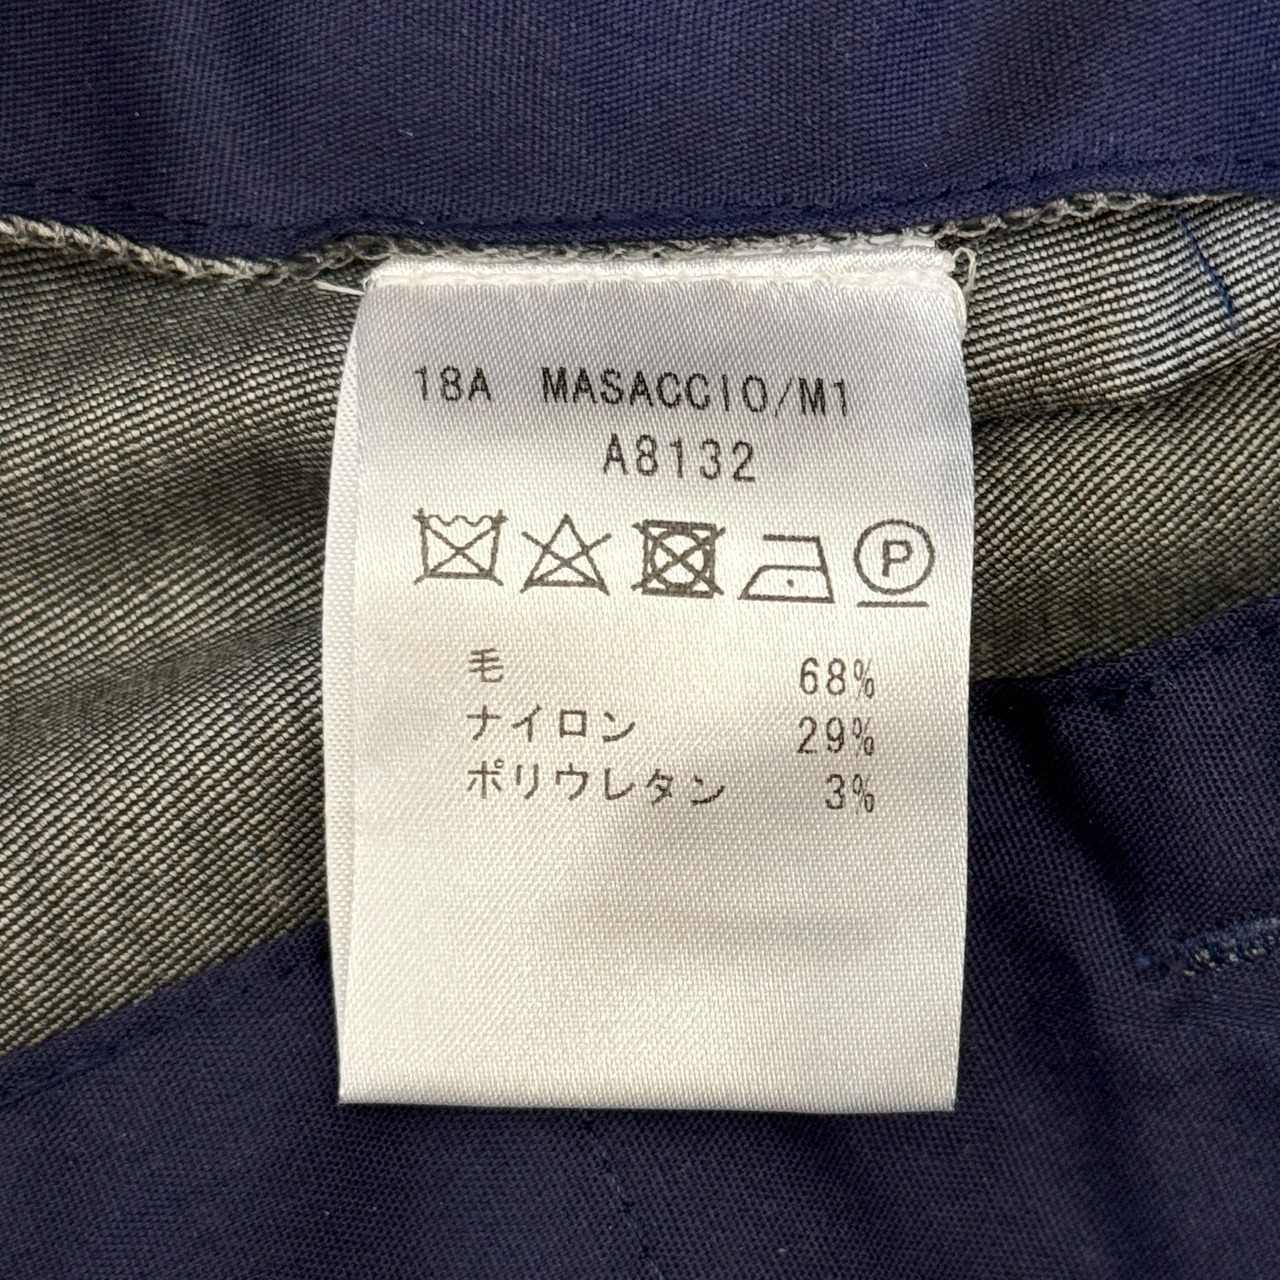 18A MASACCIO/M1
A8132
P
毛 68%
ナイロン 29%
ポリウレタン 3%